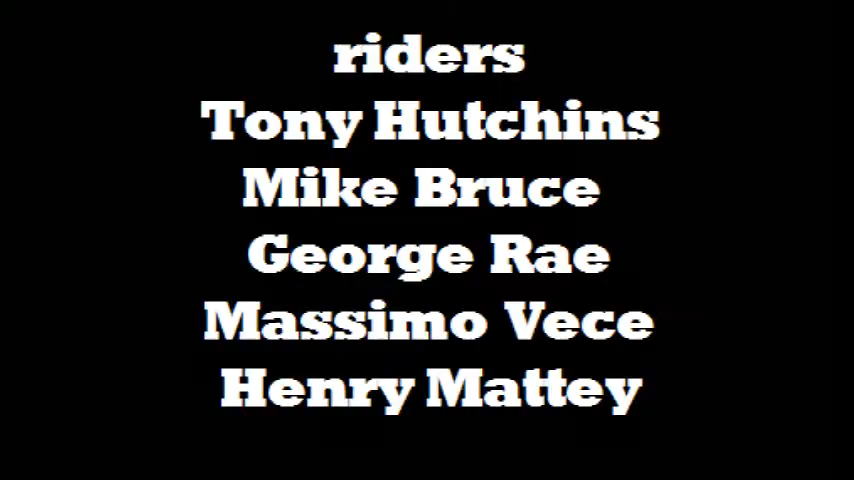 riders
Tony Hutchins
Mike Bruce
George Rae
Massimo Vece
Henry Mattey